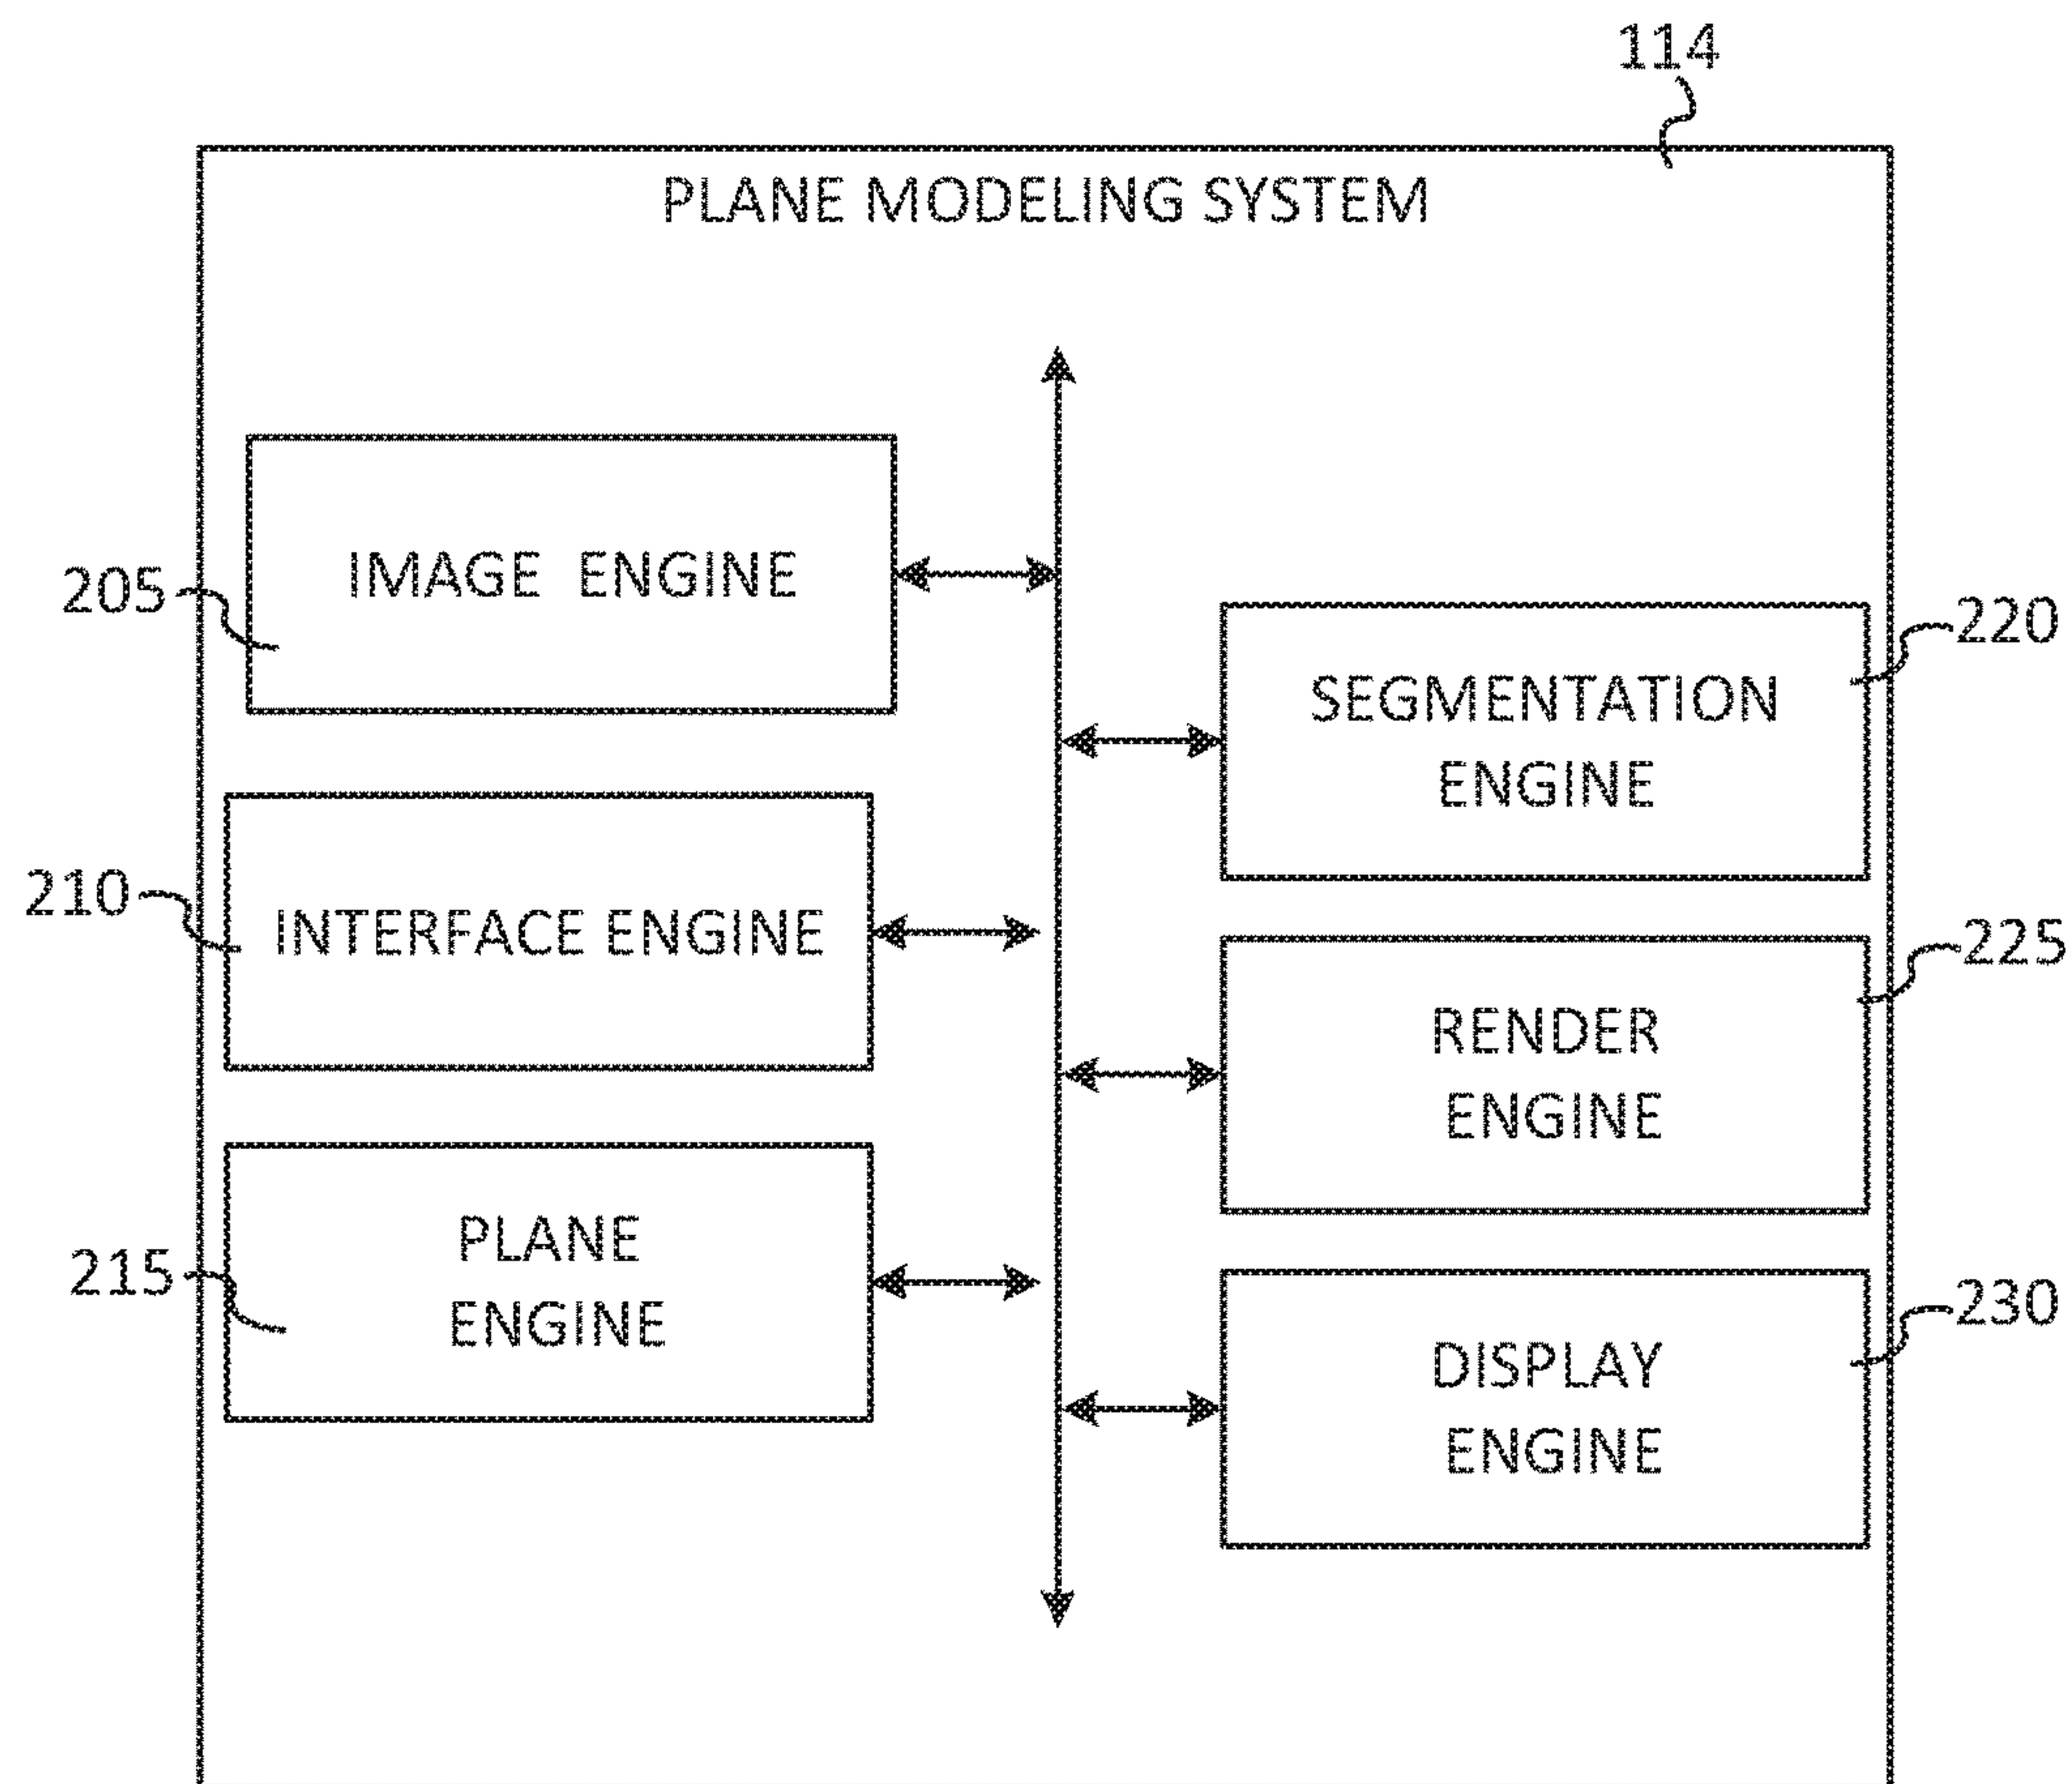 114
PLANE MODELING SYSTEM
IMAGE ENGINE
205
INTERFACE ENGINE
210
PLANE
ENGINE
215
SEGMENTATION
ENGINE
220
RENDER
ENGINE
225
DISPLAY
ENGINE
230